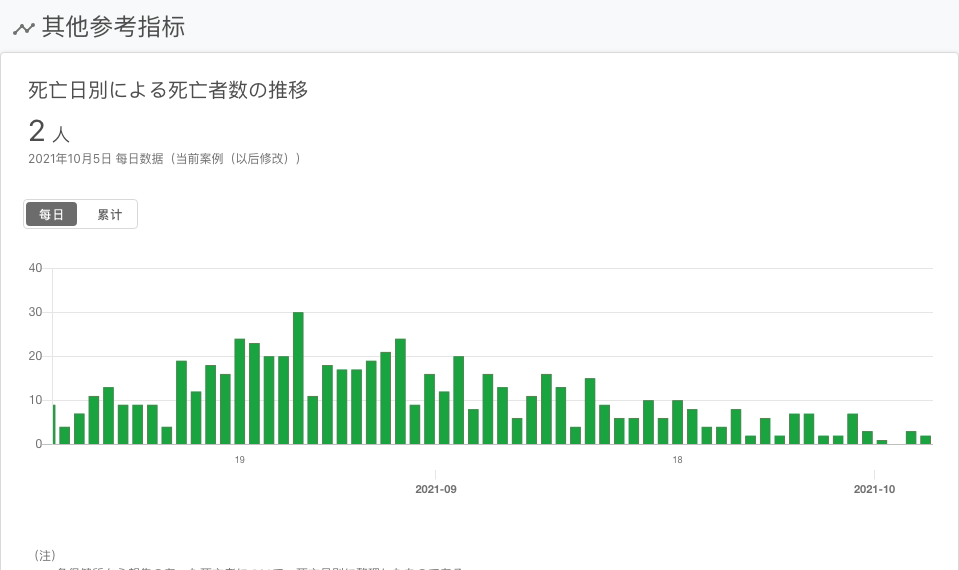 其他参考指标
死亡日別による死亡者数の推移
2 人
2021年10月5日 每日数据（当前案例（以后修改））
每日 累计
40
30
20
10
0
19 18
2021-09 2021-10
（注）